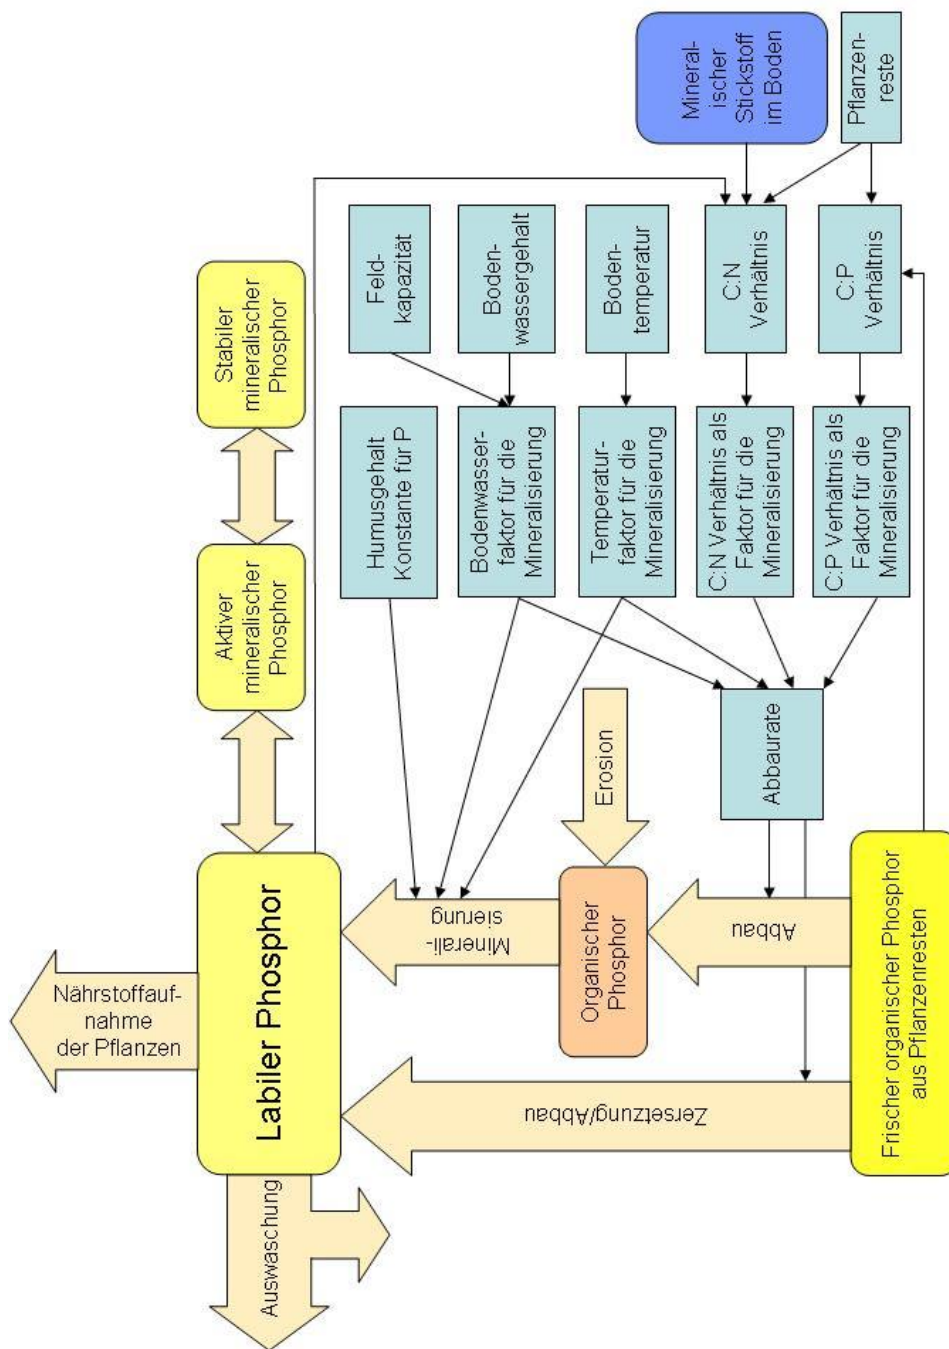 Nährstoffauf-
nahme
der Pflanzen
Auswaschung
Labiler Phosphor
Aktiver
mineralischer
Phosphor
Stabiler
mineralischer
Phosphor
Zersetzung/Abbau
Minerali-
sierung
Organischer
Phosphor
Erosion
Abbau
Frischer organischer Phosphor
aus Pflanzenresten
Abbaurate
Humusgehalt
Konstante für P
Bodenwasser-
faktor für die
Mineralisierung
Temperatur-
faktor für die
Mineralisierung
C:N Verhältnis als
Faktor für die
Mineralisierung
C:P Verhältnis als
Faktor für die
Mineralisierung
Feld-
kapazität
Boden-
wassergehalt
Boden-
temperatur
C:N
Verhältnis
C:P
Verhältnis
Mineral-
ischer
Stickstoff
im Boden
Pflanzen-
reste